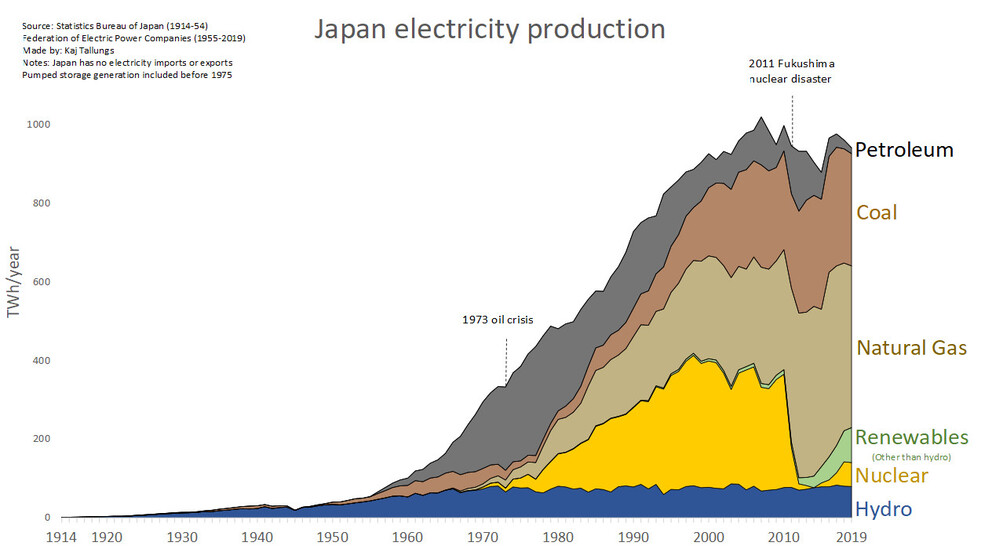 Japan electricity production
Source: Statistics Bureau of Japan (1914-54)
Federation of Electric Power Companies (1955-2019)
Made by: Kaj Tallungs
Notes: Japan has no electricity imports or exports
Pumped storage generation included before 1975
2011 Fukushima
nuclear disaster
1973 oil crisis
TWh/year
1000
800
600
400
200
0
Petroleum
Coal
Natural Gas
Renewables
(Other than hydro)
Nuclear
Hydro
1914 1920 1930 1940 1950 1960 1970 1980 1990 2000 2010 2019